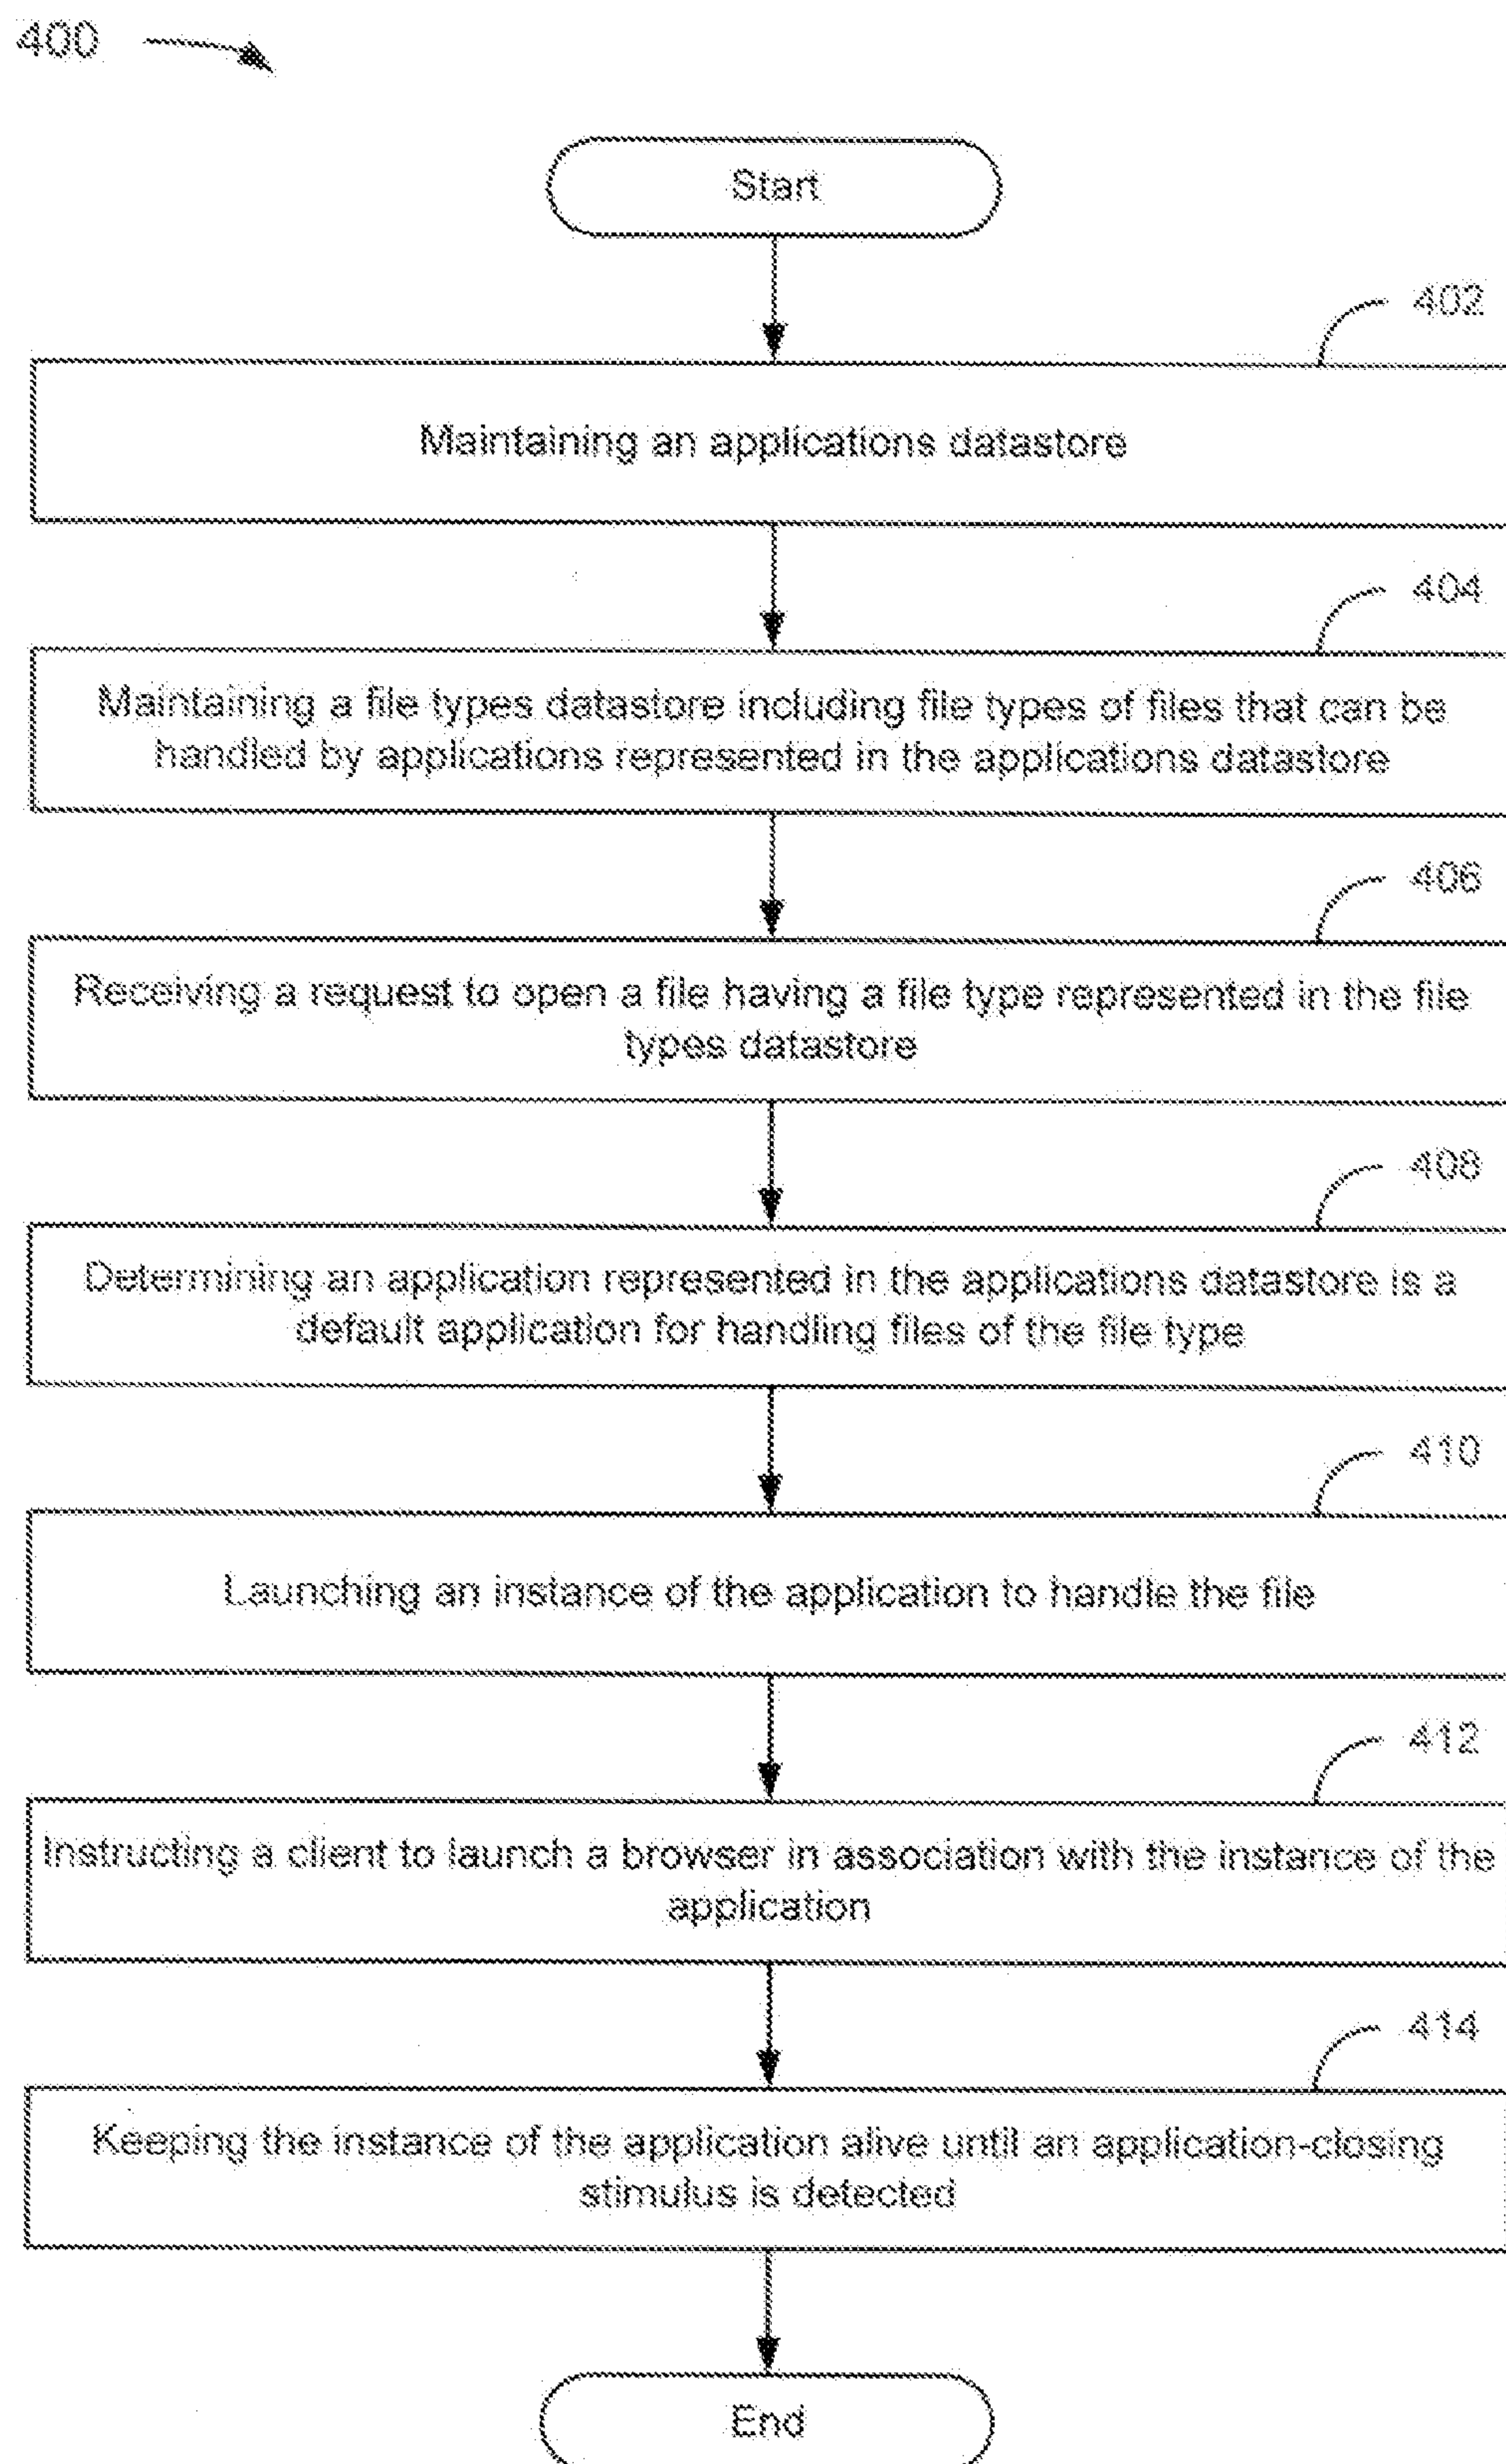 400
Start
402
Maintaining an applications datastore
404
Maintaining a file types datastore including file types of files that can be
handled by applications represented in the applications datastore
406
Receiving a request to open a file having a file type represented in the file
types datastore
408
Determining an application represented in the applications datastore is a
default application for handling files of the file type
410
Launching an instance of the application to handle the file
412
Instructing a client to launch a browser in association with the instance of the
application
414
Keeping the instance of the application alive until an application-closing
stimulus is detected
End